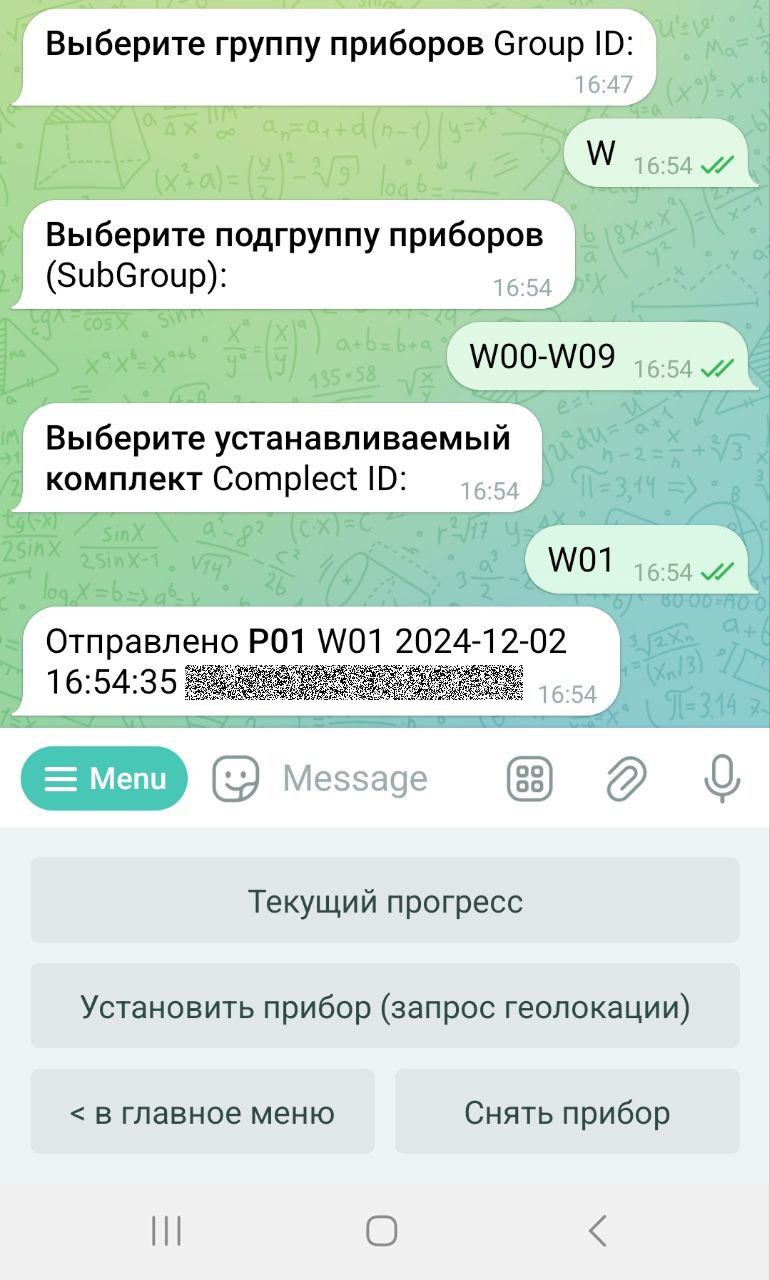 Выберите группу приборов Group ID:
16:47
W 16:54
Выберите подгруппу приборов
(SubGroup):
16:54
W00-W09 16:54
Выберите устанавливаемый
комплект Complect ID:
16:54
W01 16:54
Отправлено P01 W01 2024-12-02
16:54:35
16:54
Menu
Message
Текущий прогресс
Установить прибор (запрос геолокации)
< в главное меню
Снять прибор